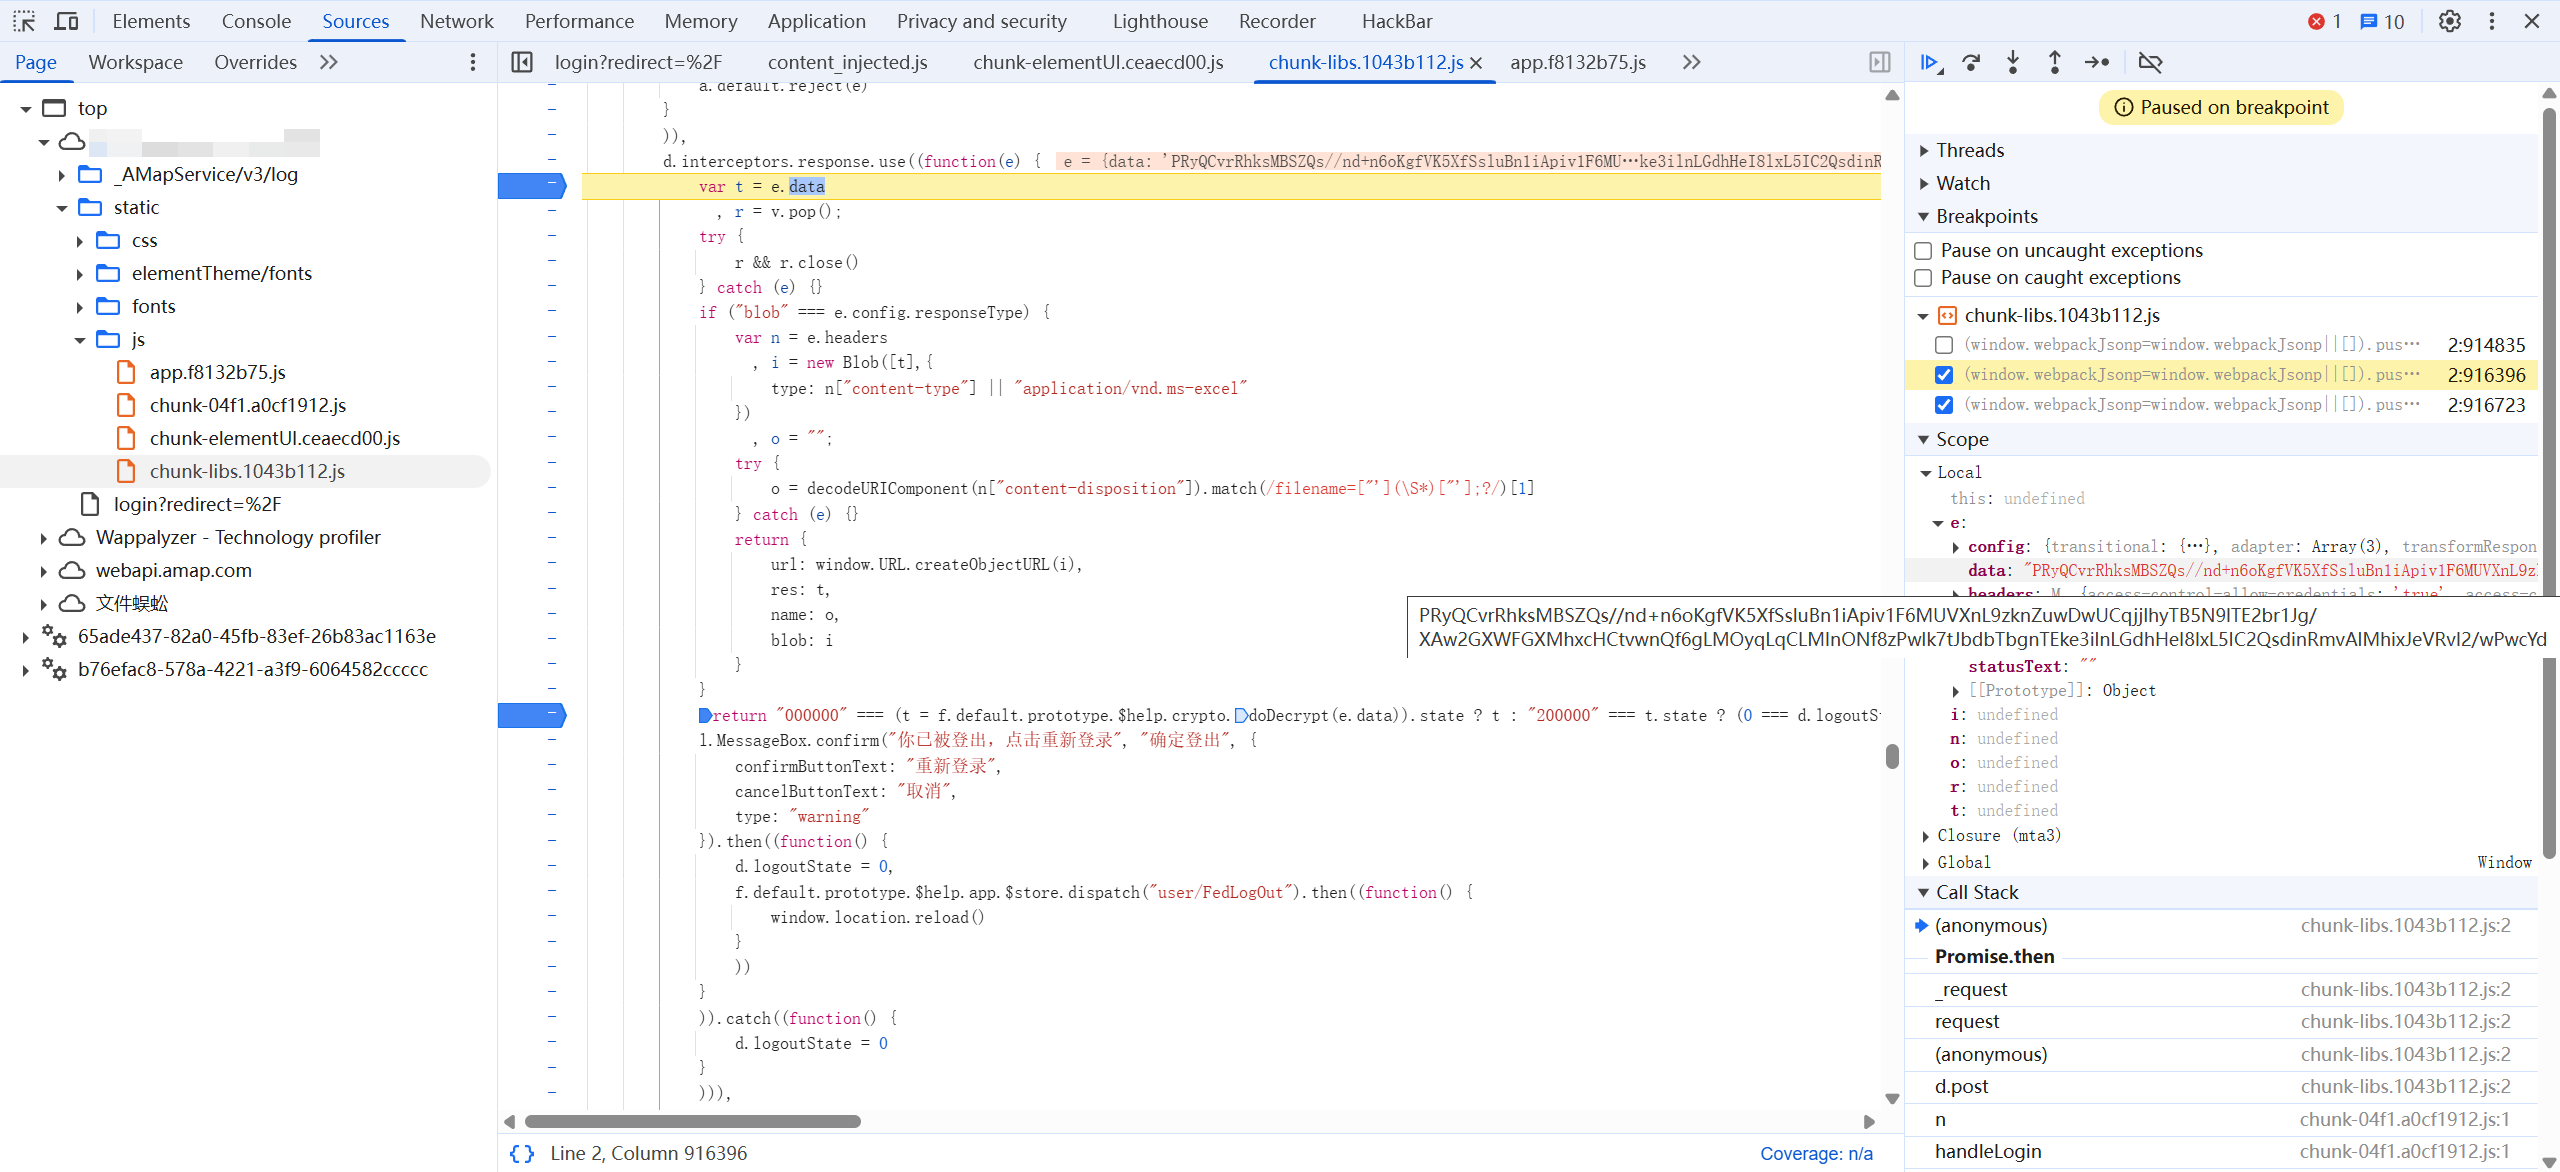 Elements Console Sources Network Performance Memory Application Privacy and security Lighthouse Recorder HackBar 1 10
Page Workspace Overrides
login?redirect=%2F content_injected.js chunk-elementUI.ceaecd00.js chunk-libs.1043b112.js app.f8132b75.js
top
_AMapService/v3/log
static
css
elementTheme/fonts
fonts
js
app.f8132b75.js
chunk-04f1.a0cf1912.js
chunk-elementUI.ceaecd00.js
chunk-libs.1043b112.js
login?redirect=%2F
Wappalyzer - Technology profiler
webapi.amap.com
文件蜈蚣
65ade437-82a0-45fb-83ef-26b83ac1163e
b76efac8-578a-4221-a3f9-6064582ccccc
a.default.reject(e)
}
)),
d.interceptors.response.use((function(e) { e = {data: 'PRyQCvrRhksMBSZQs//nd+n6oKgfVK5XfSsluBn1iApiv1F6MU…ke3ilnLGdhHeI8lxL5IC2QsdinR
var t = e.data
, r = v.pop();
try {
r && r.close()
} catch (e) {}
if ("blob" === e.config.responseType) {
var n = e.headers
, i = new Blob([t],{
type: n["content-type"] || "application/vnd.ms-excel"
})
, o = "";
try {
o = decodeURIComponent(n["content-disposition"]).match(/filename=["'](\S*)["'];?/)[1]
} catch (e) {}
return {
url: window.URL.createObjectURL(i),
res: t,
name: o,
blob: i
}
}
return "000000" === (t = f.default.prototype.$help.crypto.doDecrypt(e.data)).state ? t : "200000" === t.state ? (0 === d.logoutS
l.MessageBox.confirm("你已被登出，点击重新登录", "确定登出", {
confirmButtonText: "重新登录",
cancelButtonText: "取消",
type: "warning"
}).then((function() {
d.logoutState = 0,
f.default.prototype.$help.app.$store.dispatch("user/FedLogOut").then((function() {
window.location.reload()
}
))
}
)).catch((function() {
d.logoutState = 0
}
))),
Line 2, Column 916396
Coverage: n/a
Paused on breakpoint
Threads
Watch
Breakpoints
Pause on uncaught exceptions
Pause on caught exceptions
chunk-libs.1043b112.js
(window.webpackJsonp=window.webpackJsonp||[]).pus… 2:914835
(window.webpackJsonp=window.webpackJsonp||[]).pus… 2:916396
(window.webpackJsonp=window.webpackJsonp||[]).pus… 2:916723
Scope
Local
this: undefined
e:
config: {transitional: {…}, adapter: Array(3), transformRespon
data: "PRyQCvrRhksMBSZQs//nd+n6oKgfVK5XfSsluBn1iApiv1F6MUVXnL9z
PRyQCvrRhksMBSZQs//nd+n6oKgfVK5XfSsluBn1iApiv1F6MUVXnL9zknZuwDwUCqjjlhyTB5N9ITE2br1Jg/
XAw2GXWFGXMhxcHCtvwnQf6gLMOyqLqCLMInONf8zPwlk7tJbdbTbgnTEke3ilnLGdhHeI8lxL5IC2QsdinRmvAlMhixJeVRvI2/wPwcYd
statusText: ""
[[Prototype]]: Object
i: undefined
n: undefined
o: undefined
r: undefined
t: undefined
Closure (mta3)
Global Window
Call Stack
(anonymous) chunk-libs.1043b112.js:2
Promise.then
_request chunk-libs.1043b112.js:2
request chunk-libs.1043b112.js:2
(anonymous) chunk-libs.1043b112.js:2
d.post chunk-libs.1043b112.js:2
n chunk-04f1.a0cf1912.js:1
handleLogin chunk-04f1.a0cf1912.js:1